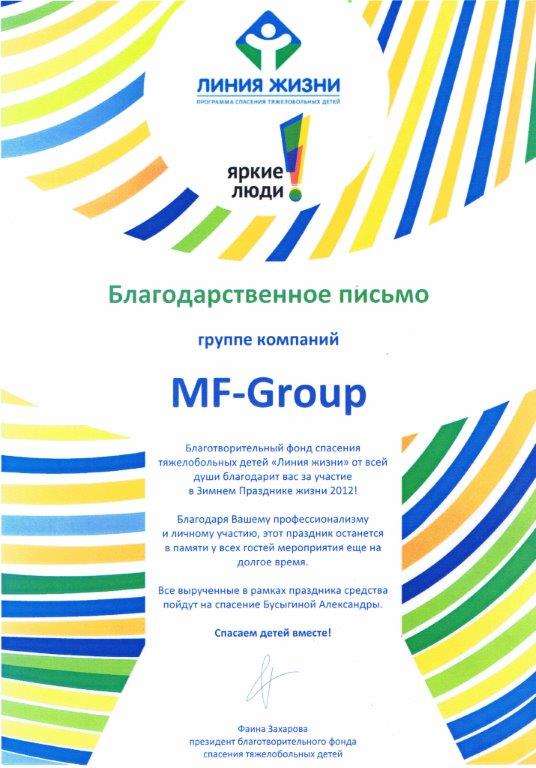 ЛИНИЯ ЖИЗНИ
ПРОГРАММА СПАСЕНИЯ ТЯЖЕЛОБОЛЬНЫХ ДЕТЕЙ
яркие
люди
Благодарственное письмо
группе компаний
MF-Group
Благотворительный фонд спасения
тяжелобольных детей «Линия жизни» от всей
души благодарит вас за участие
в Зимнем Празднике жизни 2012!
Благодаря Вашему профессионализму
и личному участию, этот праздник останется
в памяти у всех гостей мероприятия еще на
долгое время.
Все вырученные в рамках праздника средства
пойдут на спасение Бусыгиной Александры.
Спасаем детей вместе!
Фаина Захарова
президент благотворительного фонда
спасения тяжелобольных детей